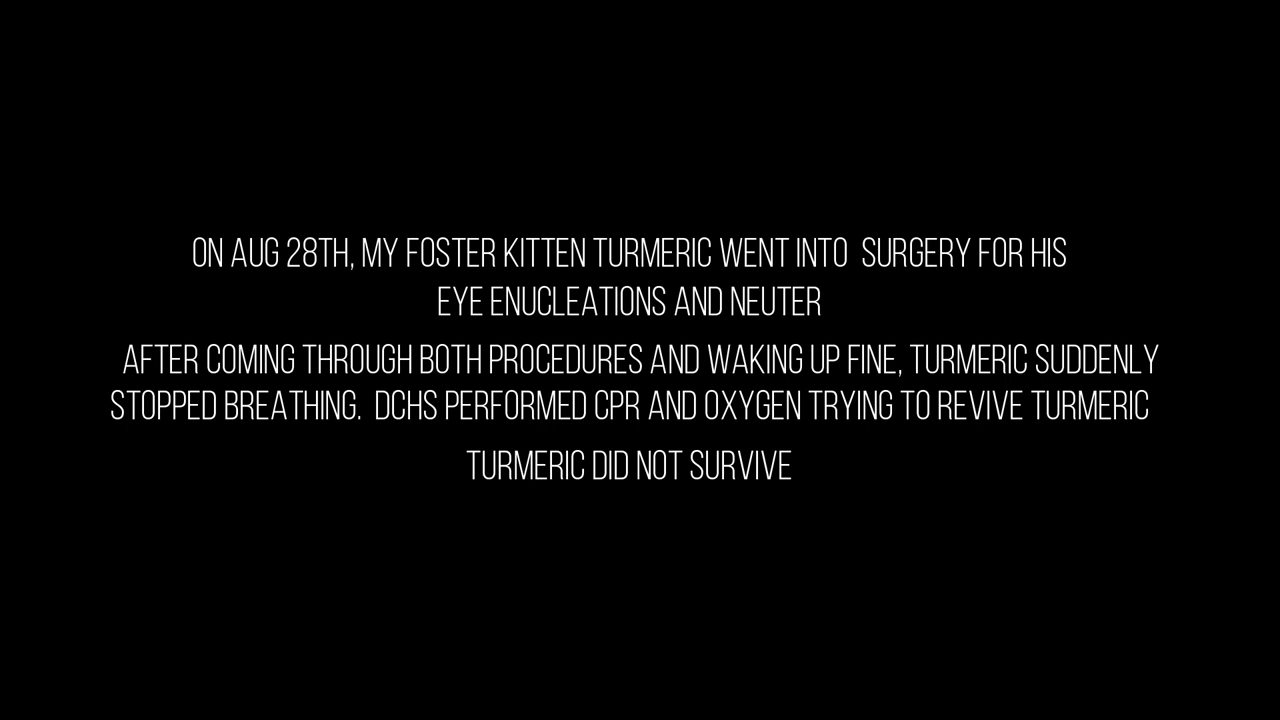 ON AUG 28TH, MY FOSTER KITTEN TURMERIC WENT INTO SURGERY FOR HIS
EYE ENUCLEATIONS AND NEUTER
AFTER COMING THROUGH BOTH PROCEDURES AND WAKING UP FINE, TURMERIC SUDDENLY
STOPPED BREATHING. DCHS PERFORMED CPR AND OXYGEN TRYING TO REVIVE TURMERIC
TURMERIC DID NOT SURVIVE